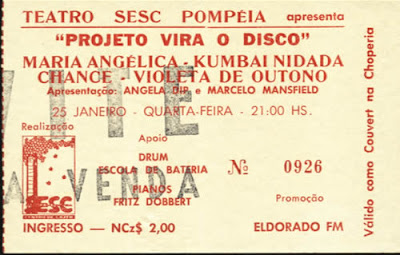 TEATRO SESC POMPÉIA apresenta
"PROJETO VIRA O DISCO"
MARIA ANGÉLICA - KUMBAI NIDADA
CHANCE - VIOLETA DE OUTONO
Apresentação: ANGELA DIP e MARCELO MANSFIELD
25 JANEIRO - QUARTA-FEIRA - 21:00 HS.
VITE
Realização
Apoio
DRUM
ESCOLA DE BATERIA
Nº 0926
A VENDA
PIANOS
FRITZ DOBBERT
Promoção
SESC
INGRESSO — NCz$ 2,00
ELDORADO FM
Válido como Couvert na Choperia